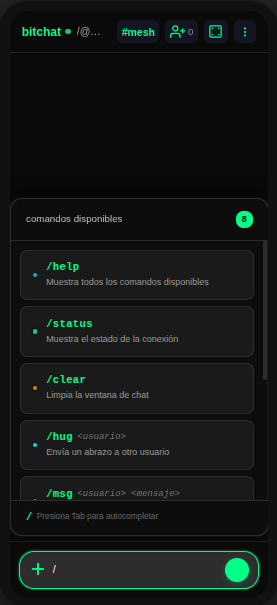 bitchat /@...
#mesh
0
comandos disponibles
8
/help
Muestra todos los comandos disponibles
/status
Muestra el estado de la conexión
/clear
Limpia la ventana de chat
/hug <usuario>
Envía un abrazo a otro usuario
/msg <usuario> <mensaje>
/ Presiona Tab para autocompletar
/